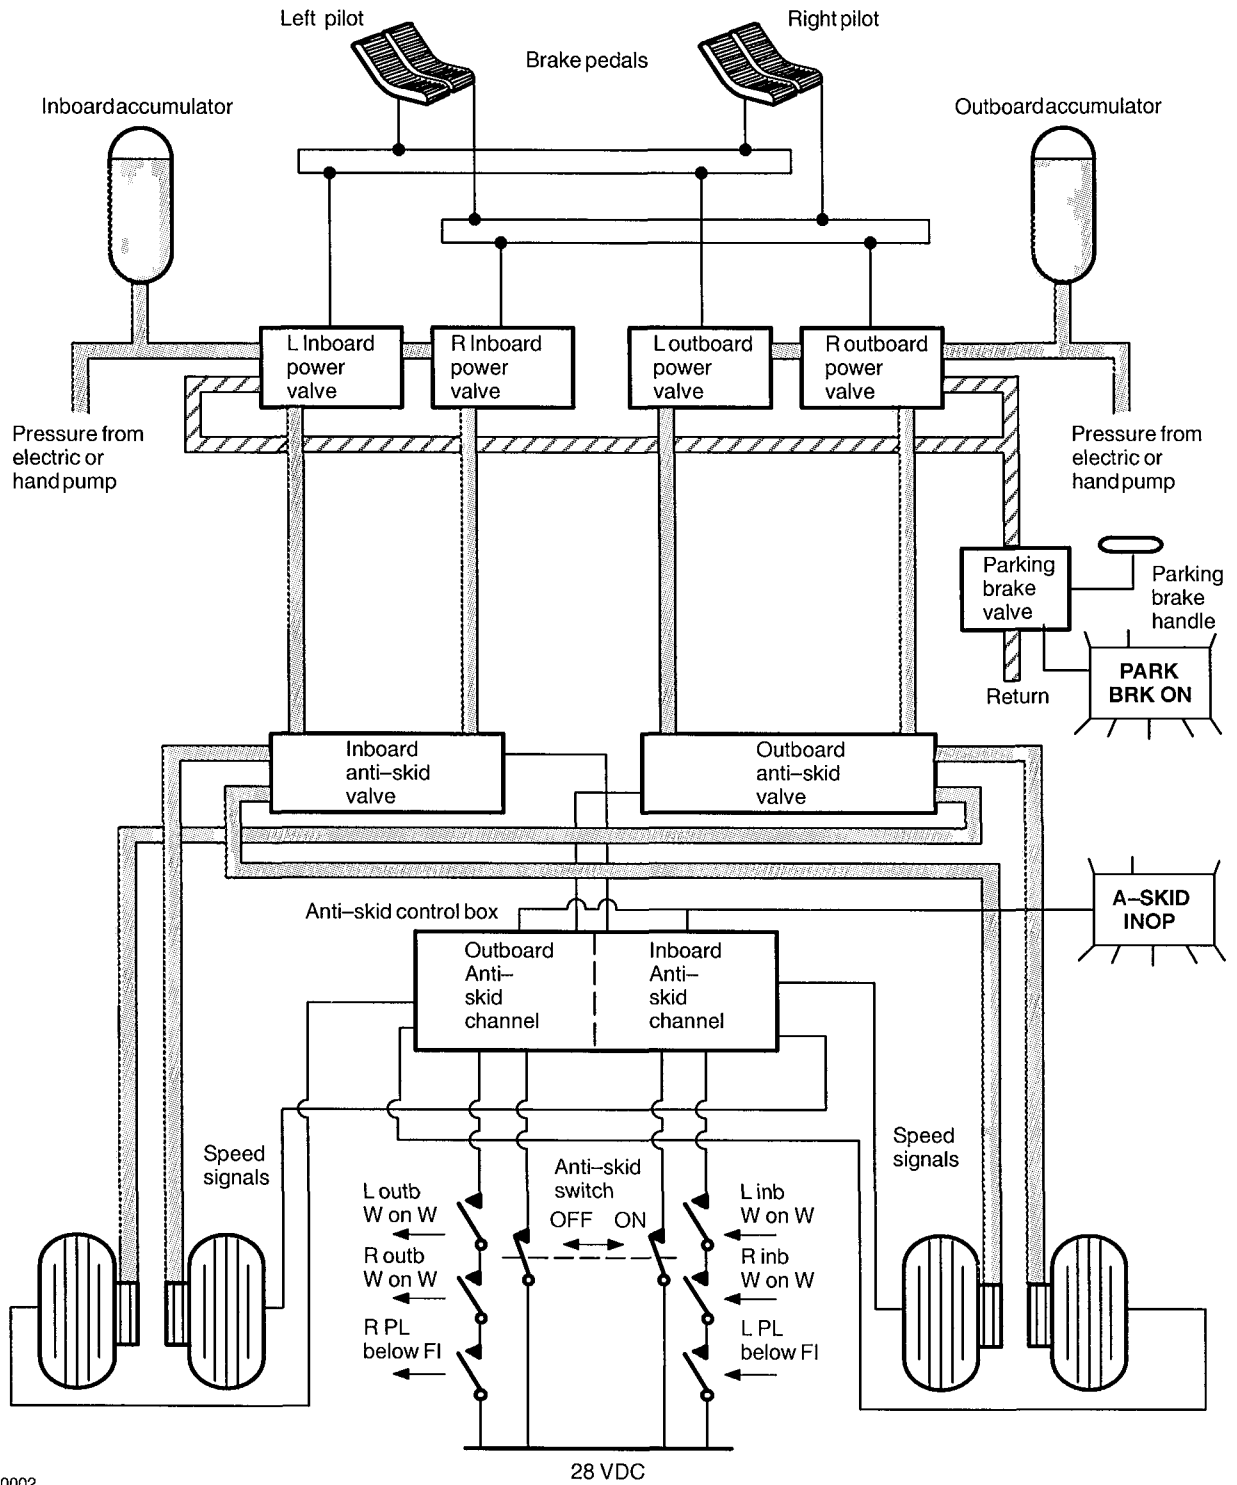 Left pilot
Right pilot
Brake pedals
Inboard accumulator
Outboard accumulator
L Inboard
power
valve
R Inboard
power
valve
L outboard
power
valve
R outboard
power
valve
Pressure from
electric or
hand pump
Pressure from
electric or
hand pump
Parking
brake
valve
Parking
brake
handle
PARK
BRK ON
Return
Inboard
anti–skid
valve
Outboard
anti–skid
valve
A–SKID
INOP
Anti–skid control box
Outboard
Anti–
skid
channel
Inboard
Anti–
skid
channel
Speed
signals
Speed
signals
Anti–skid
switch
OFF ON
L outb
W on W
R outb
W on W
R PL
below FI
L inb
W on W
R inb
W on W
L PL
below FI
28 VDC